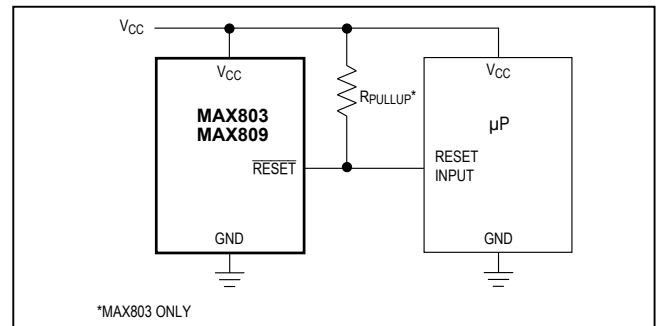 VCC
VCC
MAX803
MAX809
RESET
GND
RPULLUP*
VCC
µP
RESET
INPUT
GND
*MAX803 ONLY